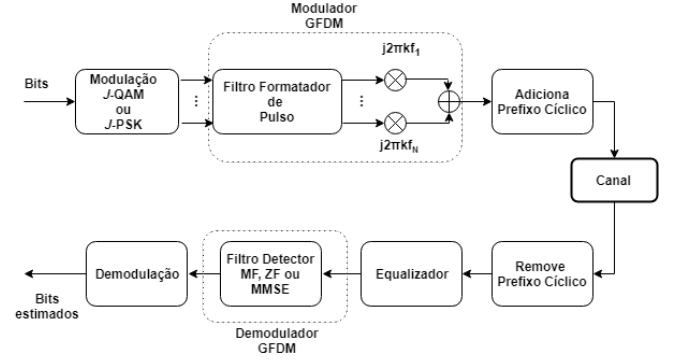 Modulador
GFDM
j2πkf1
Bits
Modulação
J-QAM
ou
J-PSK
Filtro Formatador
de
Pulso
Adiciona
Prefixo Cíclico
j2πkfN
Canal
Demodulação
Filtro Detector
MF, ZF ou
MMSE
Equalizador
Remove
Prefixo Cíclico
Bits
estimados
Demodulador
GFDM